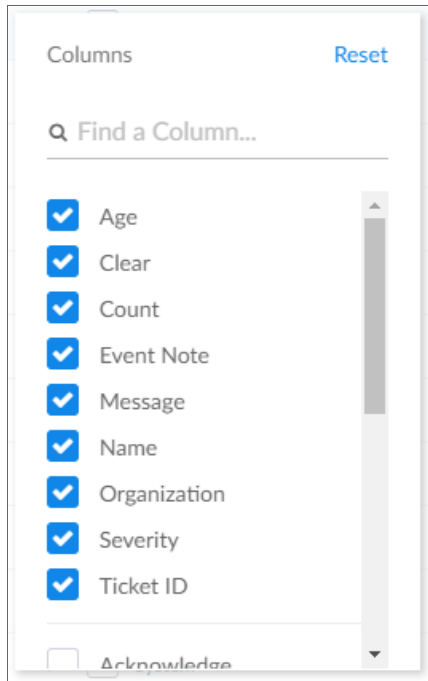 Columns Reset
Find a Column...
Age
Clear
Count
Event Note
Message
Name
Organization
Severity
Ticket ID
Acknowledge